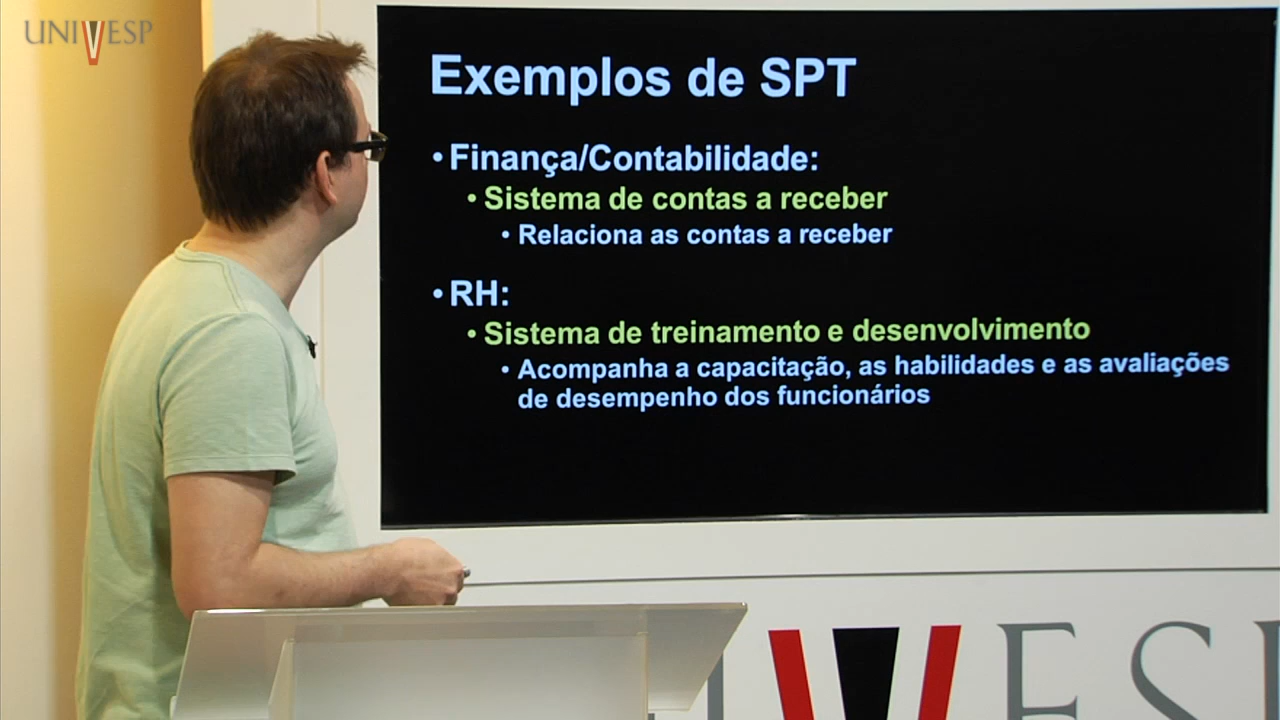 UNIVESP
Exemplos de SPT
• Finança/Contabilidade:
• Sistema de contas a receber
• Relaciona as contas a receber
• RH:
• Sistema de treinamento e desenvolvimento
• Acompanha a capacitação, as habilidades e as avaliações
de desempenho dos funcionários
VES